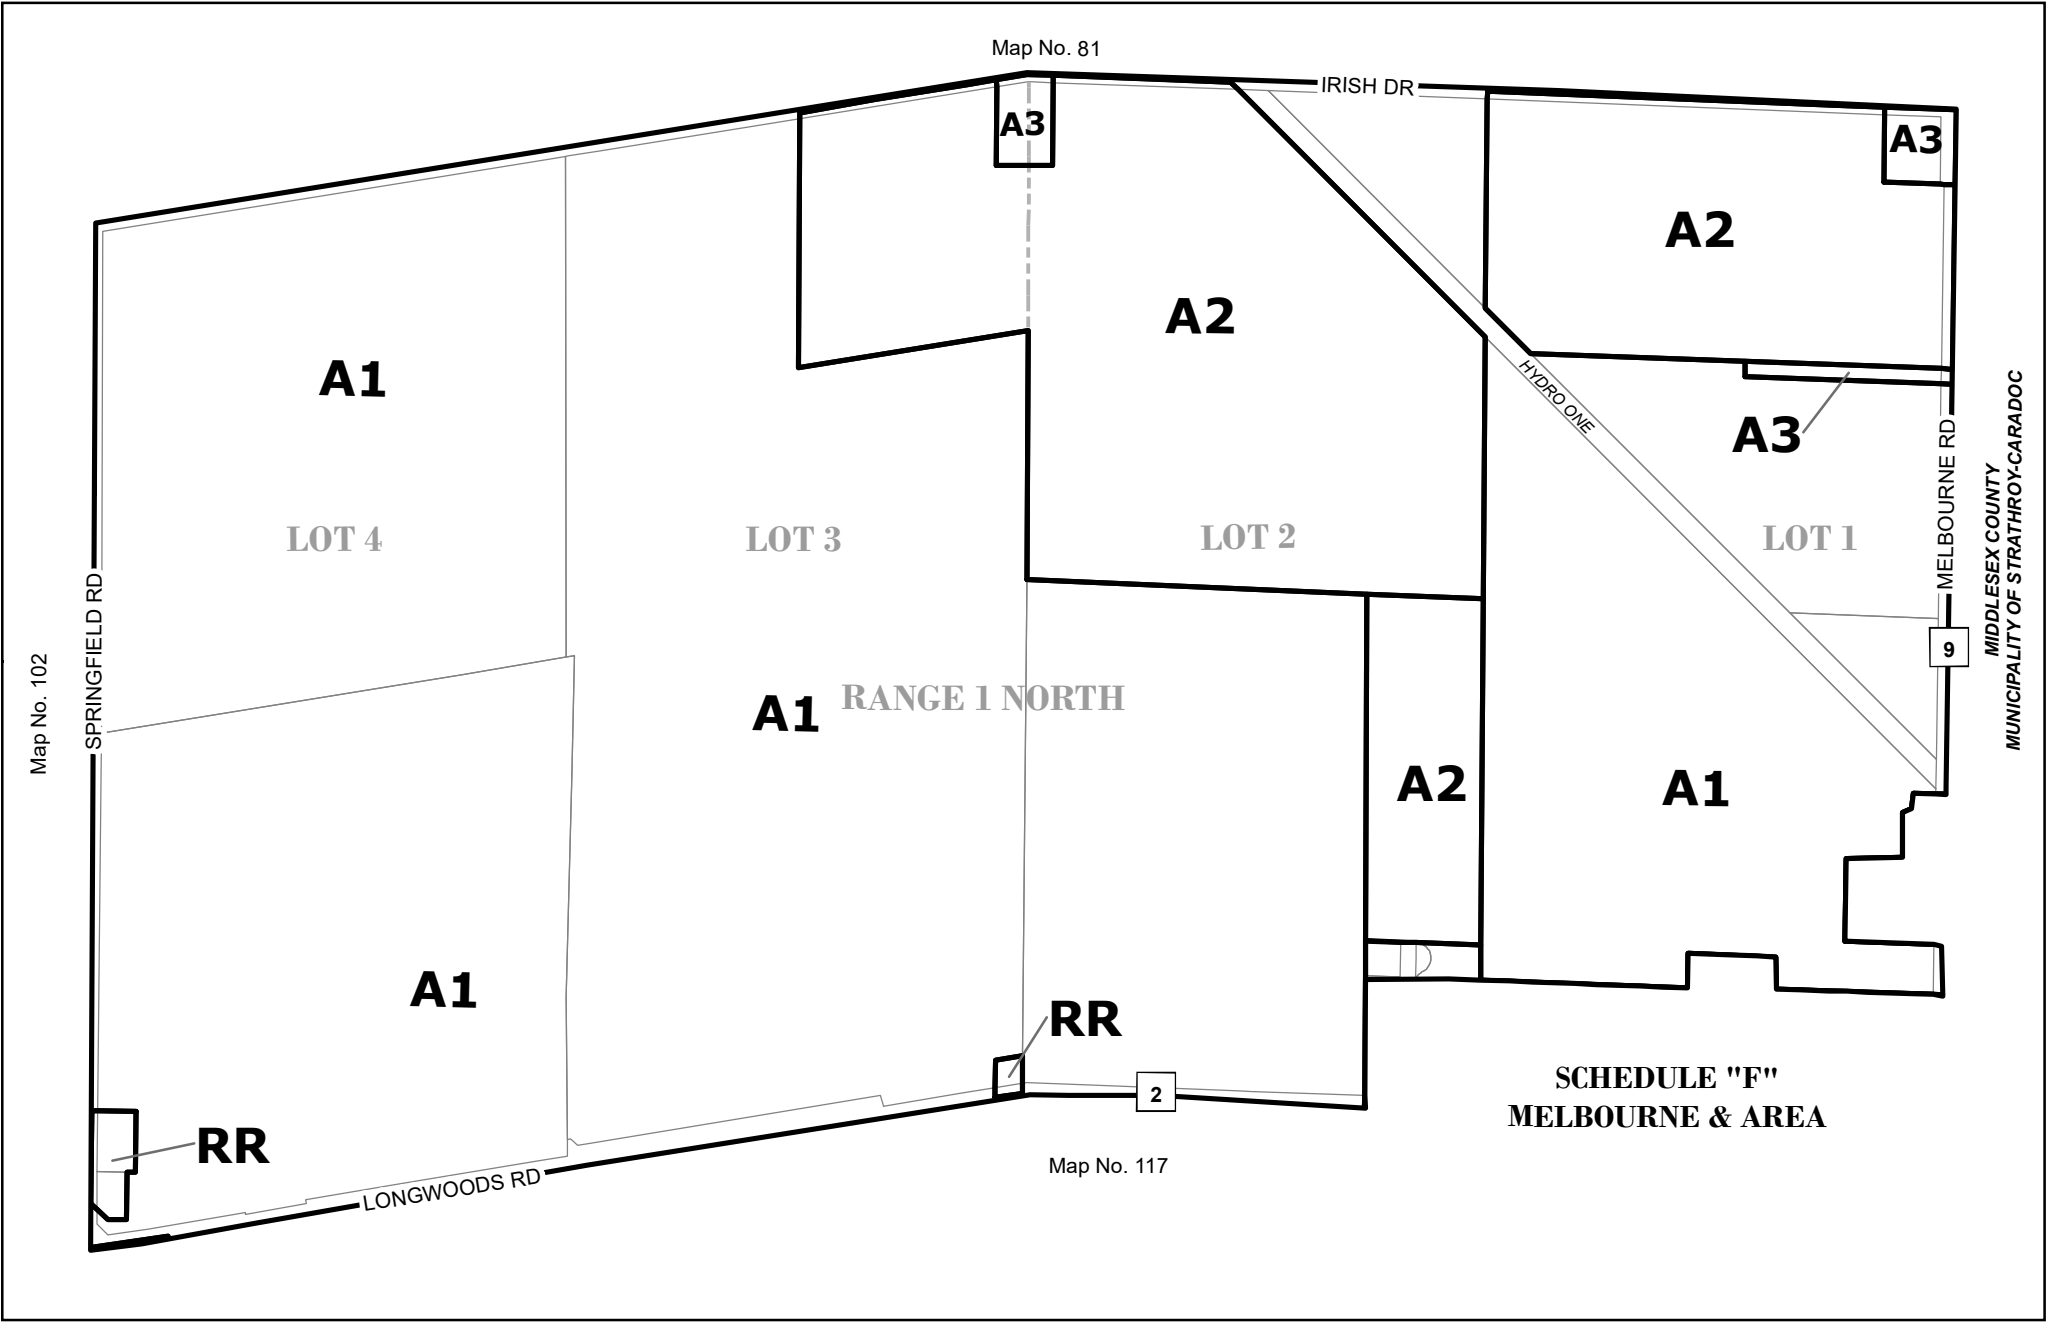 Map No. 81
IRISH DR
A3
A3
A2
A2
A1
HYDRO ONE
A3
MELBOURNE RD
MIDDLESEX COUNTY
MUNICIPALITY OF STRATHROY-CARADOC
LOT 4
LOT 3
LOT 2
LOT 1
9
SPRINGFIELD RD
Map No. 102
RANGE 1 NORTH
A1
A2
A1
A1
RR
RR
2
LONGWOODS RD
Map No. 117
SCHEDULE "F"
MELBOURNE & AREA